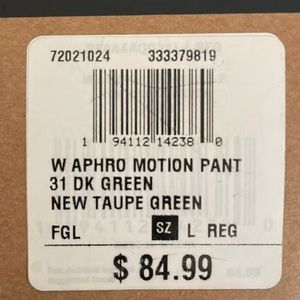 72021024 333379819
1 94112 14238 0
W APHRO MOTION PANT
31 DK GREEN
NEW TAUPE GREEN
FGL SZ L REG
$ 84.99